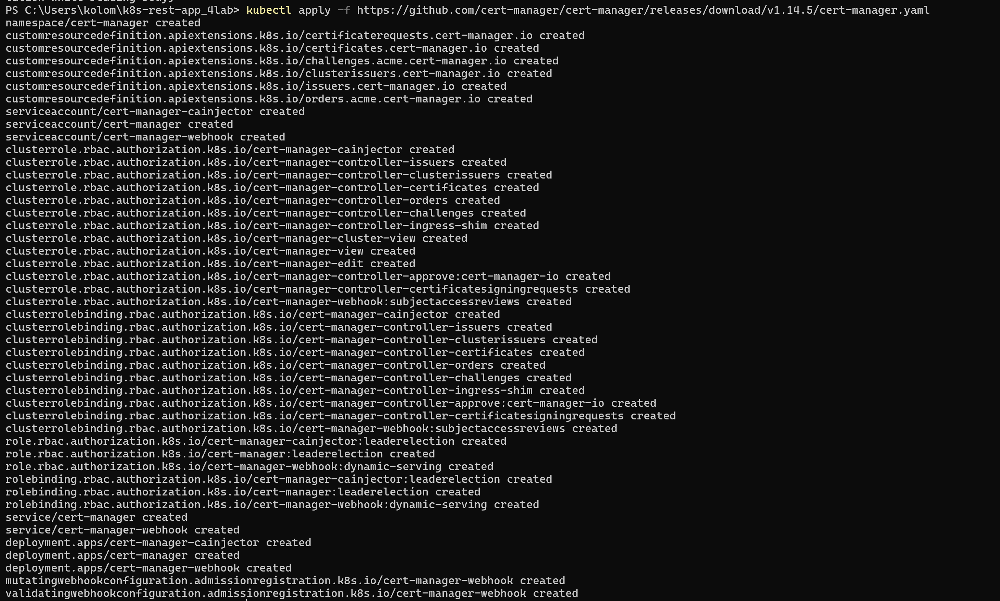 PS C:\Users\kolom\k8s-rest-app_4lab> kubectl apply -f https://github.com/cert-manager/cert-manager/releases/download/v1.14.5/cert-manager.yaml
namespace/cert-manager created
customresourcedefinition.apiextensions.k8s.io/certificaterequests.cert-manager.io created
customresourcedefinition.apiextensions.k8s.io/certificates.cert-manager.io created
customresourcedefinition.apiextensions.k8s.io/challenges.acme.cert-manager.io created
customresourcedefinition.apiextensions.k8s.io/clusterissuers.cert-manager.io created
customresourcedefinition.apiextensions.k8s.io/issuers.cert-manager.io created
customresourcedefinition.apiextensions.k8s.io/orders.acme.cert-manager.io created
serviceaccount/cert-manager-cainjector created
serviceaccount/cert-manager created
serviceaccount/cert-manager-webhook created
clusterrole.rbac.authorization.k8s.io/cert-manager-cainjector created
clusterrole.rbac.authorization.k8s.io/cert-manager-controller-issuers created
clusterrole.rbac.authorization.k8s.io/cert-manager-controller-clusterissuers created
clusterrole.rbac.authorization.k8s.io/cert-manager-controller-certificates created
clusterrole.rbac.authorization.k8s.io/cert-manager-controller-orders created
clusterrole.rbac.authorization.k8s.io/cert-manager-controller-challenges created
clusterrole.rbac.authorization.k8s.io/cert-manager-controller-ingress-shim created
clusterrole.rbac.authorization.k8s.io/cert-manager-cluster-view created
clusterrole.rbac.authorization.k8s.io/cert-manager-view created
clusterrole.rbac.authorization.k8s.io/cert-manager-edit created
clusterrole.rbac.authorization.k8s.io/cert-manager-controller-approve:cert-manager-io created
clusterrole.rbac.authorization.k8s.io/cert-manager-controller-certificatesigningrequests created
clusterrole.rbac.authorization.k8s.io/cert-manager-webhook:subjectaccessreviews created
clusterrolebinding.rbac.authorization.k8s.io/cert-manager-cainjector created
clusterrolebinding.rbac.authorization.k8s.io/cert-manager-controller-issuers created
clusterrolebinding.rbac.authorization.k8s.io/cert-manager-controller-clusterissuers created
clusterrolebinding.rbac.authorization.k8s.io/cert-manager-controller-certificates created
clusterrolebinding.rbac.authorization.k8s.io/cert-manager-controller-orders created
clusterrolebinding.rbac.authorization.k8s.io/cert-manager-controller-challenges created
clusterrolebinding.rbac.authorization.k8s.io/cert-manager-controller-ingress-shim created
clusterrolebinding.rbac.authorization.k8s.io/cert-manager-controller-approve:cert-manager-io created
clusterrolebinding.rbac.authorization.k8s.io/cert-manager-controller-certificatesigningrequests created
clusterrolebinding.rbac.authorization.k8s.io/cert-manager-webhook:subjectaccessreviews created
role.rbac.authorization.k8s.io/cert-manager-cainjector:leaderelection created
role.rbac.authorization.k8s.io/cert-manager:leaderelection created
role.rbac.authorization.k8s.io/cert-manager-webhook:dynamic-serving created
rolebinding.rbac.authorization.k8s.io/cert-manager-cainjector:leaderelection created
rolebinding.rbac.authorization.k8s.io/cert-manager:leaderelection created
rolebinding.rbac.authorization.k8s.io/cert-manager-webhook:dynamic-serving created
service/cert-manager created
service/cert-manager-webhook created
deployment.apps/cert-manager-cainjector created
deployment.apps/cert-manager created
deployment.apps/cert-manager-webhook created
mutatingwebhookconfiguration.admissionregistration.k8s.io/cert-manager-webhook created
validatingwebhookconfiguration.admissionregistration.k8s.io/cert-manager-webhook created